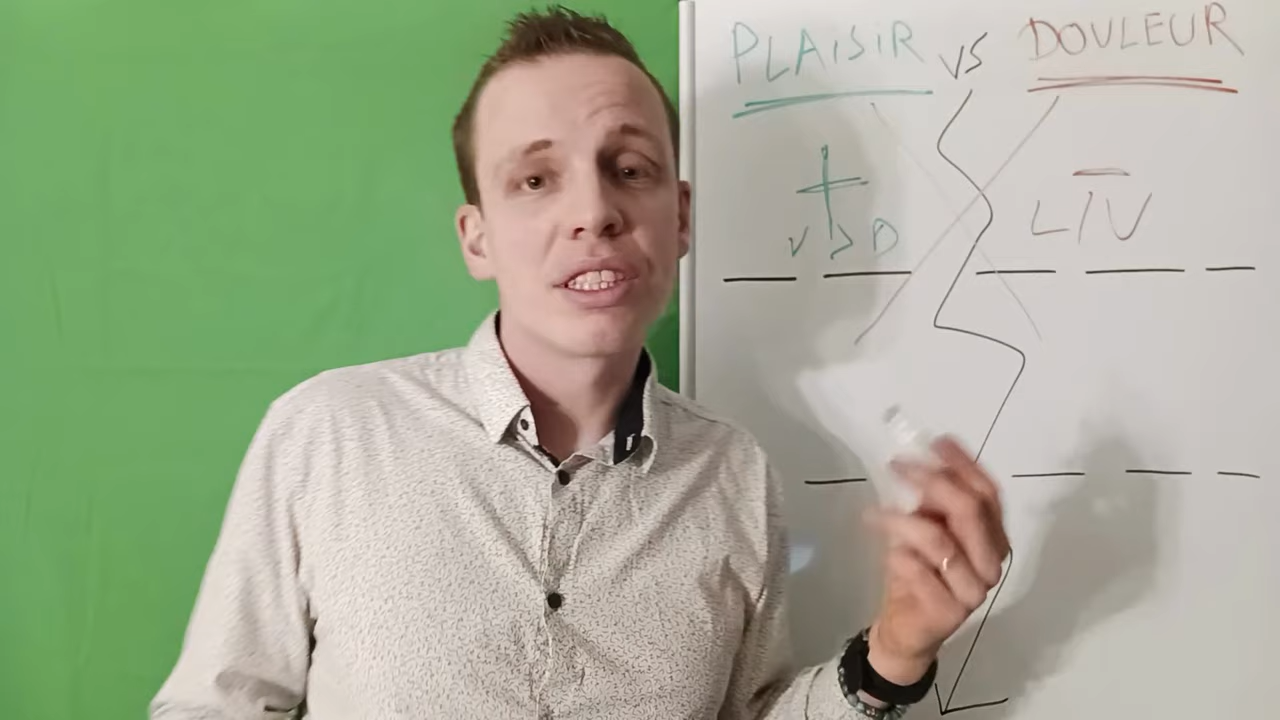 PLAISIR VS DOULEUR
+ -
V > D L I V